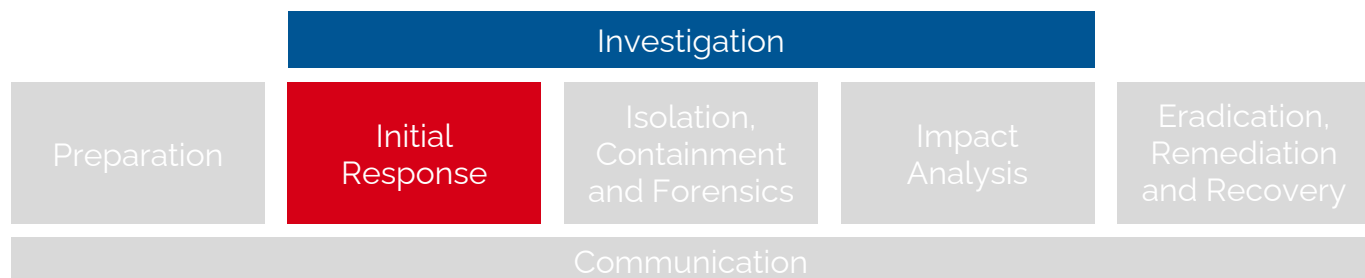 Investigation
Preparation
Initial
Response
Isolation,
Containment
and Forensics
Impact
Analysis
Eradication,
Remediation
and Recovery
Communication